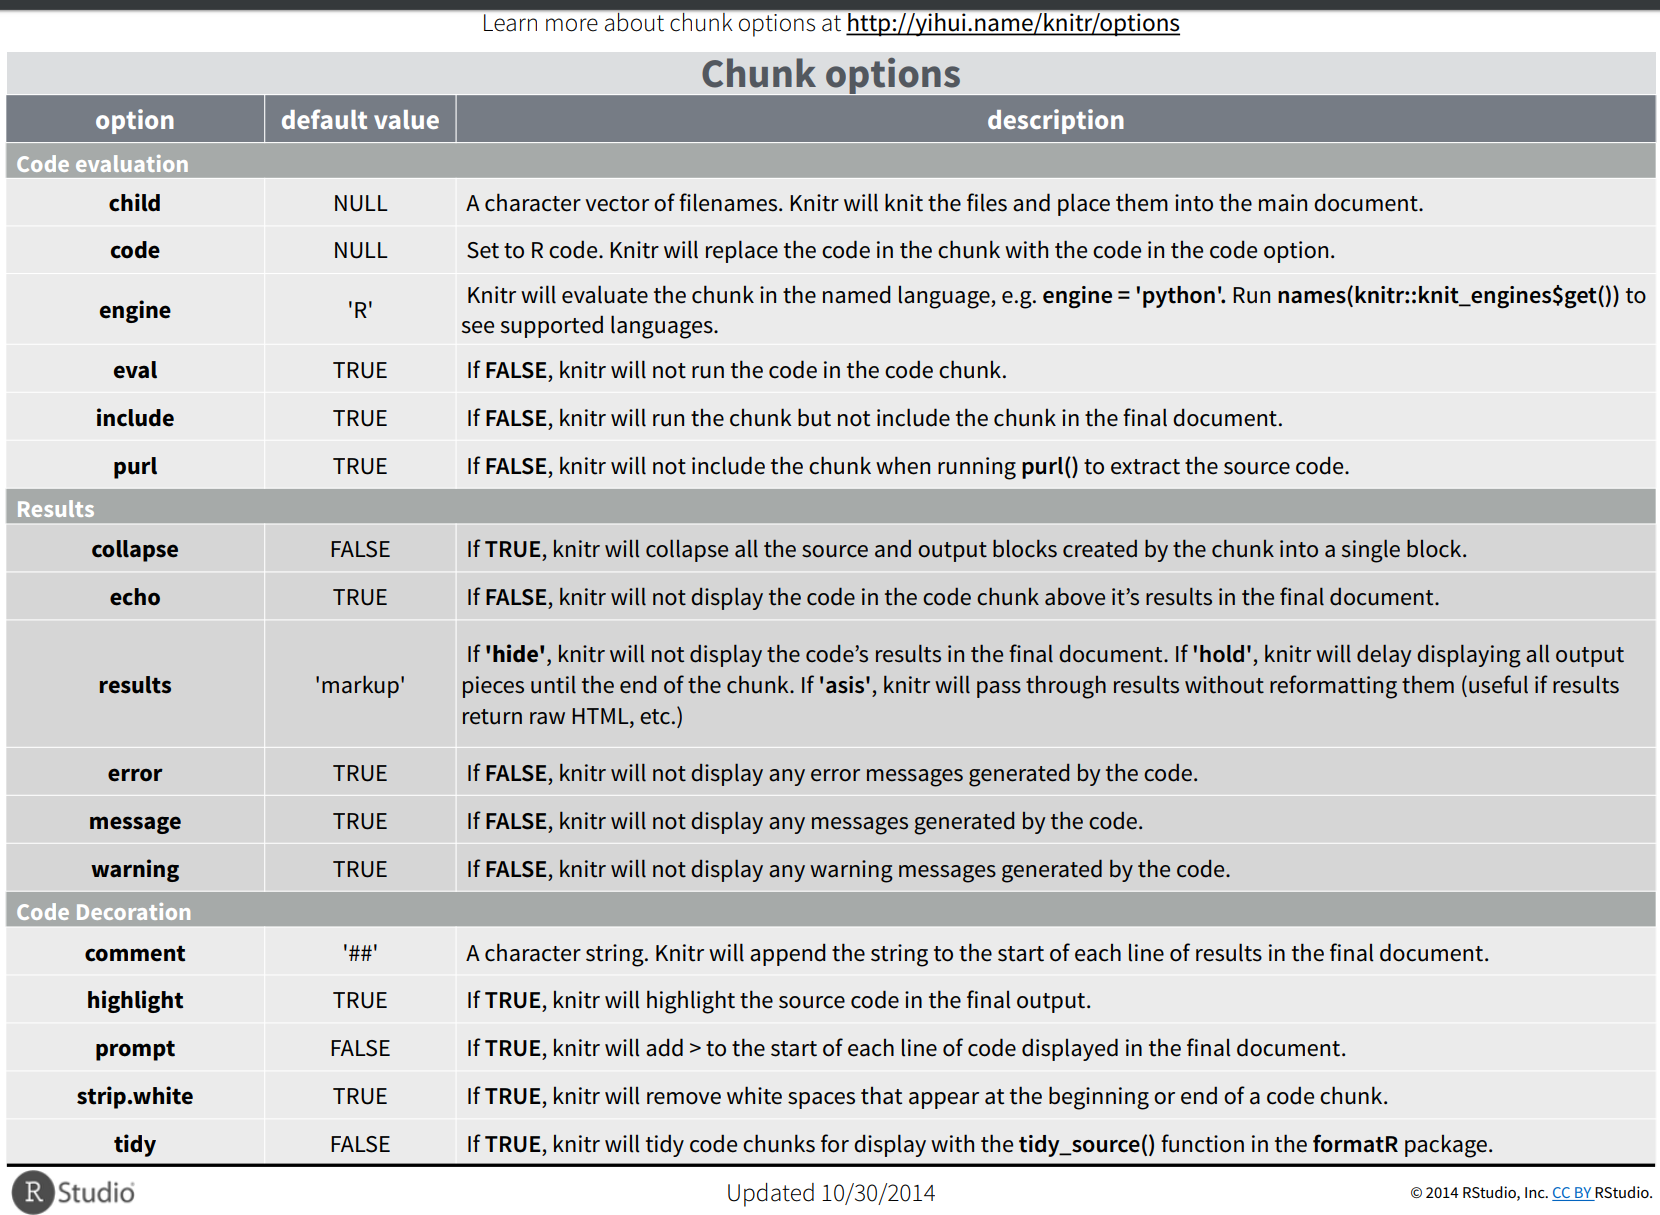 Learn more about chunk options at http://yihui.name/knitr/options
Chunk options
option default value description
Code evaluation
child NULL A character vector of filenames. Knitr will knit the files and place them into the main document.
code NULL Set to R code. Knitr will replace the code in the chunk with the code in the code option.
engine 'R' Knitr will evaluate the chunk in the named language, e.g. engine = 'python'. Run names(knitr::knit_engines$get()) to
see supported languages.
eval TRUE If FALSE, knitr will not run the code in the code chunk.
include TRUE If FALSE, knitr will run the chunk but not include the chunk in the final document.
purl TRUE If FALSE, knitr will not include the chunk when running purl() to extract the source code.
Results
collapse FALSE If TRUE, knitr will collapse all the source and output blocks created by the chunk into a single block.
echo TRUE If FALSE, knitr will not display the code in the code chunk above it’s results in the final document.
results 'markup' If 'hide', knitr will not display the code’s results in the final document. If 'hold', knitr will delay displaying all output
pieces until the end of the chunk. If 'asis', knitr will pass through results without reformatting them (useful if results
return raw HTML, etc.)
error TRUE If FALSE, knitr will not display any error messages generated by the code.
message TRUE If FALSE, knitr will not display any messages generated by the code.
warning TRUE If FALSE, knitr will not display any warning messages generated by the code.
Code Decoration
comment '##' A character string. Knitr will append the string to the start of each line of results in the final document.
highlight TRUE If TRUE, knitr will highlight the source code in the final output.
prompt FALSE If TRUE, knitr will add > to the start of each line of code displayed in the final document.
strip.white TRUE If TRUE, knitr will remove white spaces that appear at the beginning or end of a code chunk.
tidy FALSE If TRUE, knitr will tidy code chunks for display with the tidy_source() function in the formatR package.
R Studio Updated 10/30/2014 © 2014 RStudio, Inc. CC BY RStudio.